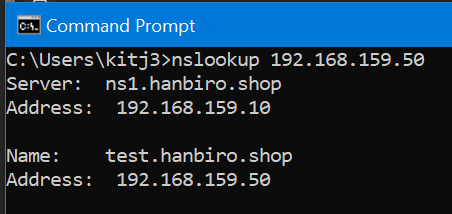 Command Prompt
C:\Users\kitj3>nslookup 192.168.159.50
Server:  ns1.hanbiro.shop
Address:  192.168.159.10
Name:    test.hanbiro.shop
Address:  192.168.159.50